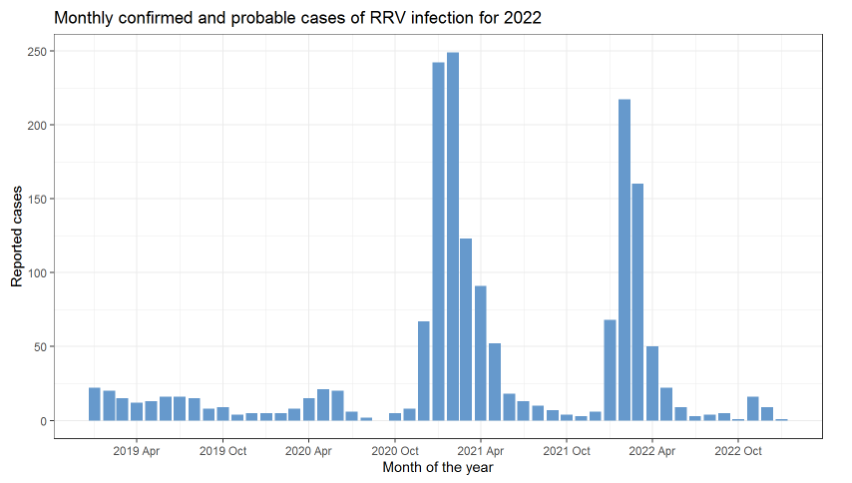 Monthly confirmed and probable cases of RRV infection for 2022
250
200
150
100
50
0
Reported cases
2019 Apr 2019 Oct 2020 Apr 2020 Oct 2021 Apr 2021 Oct 2022 Apr 2022 Oct
Month of the year